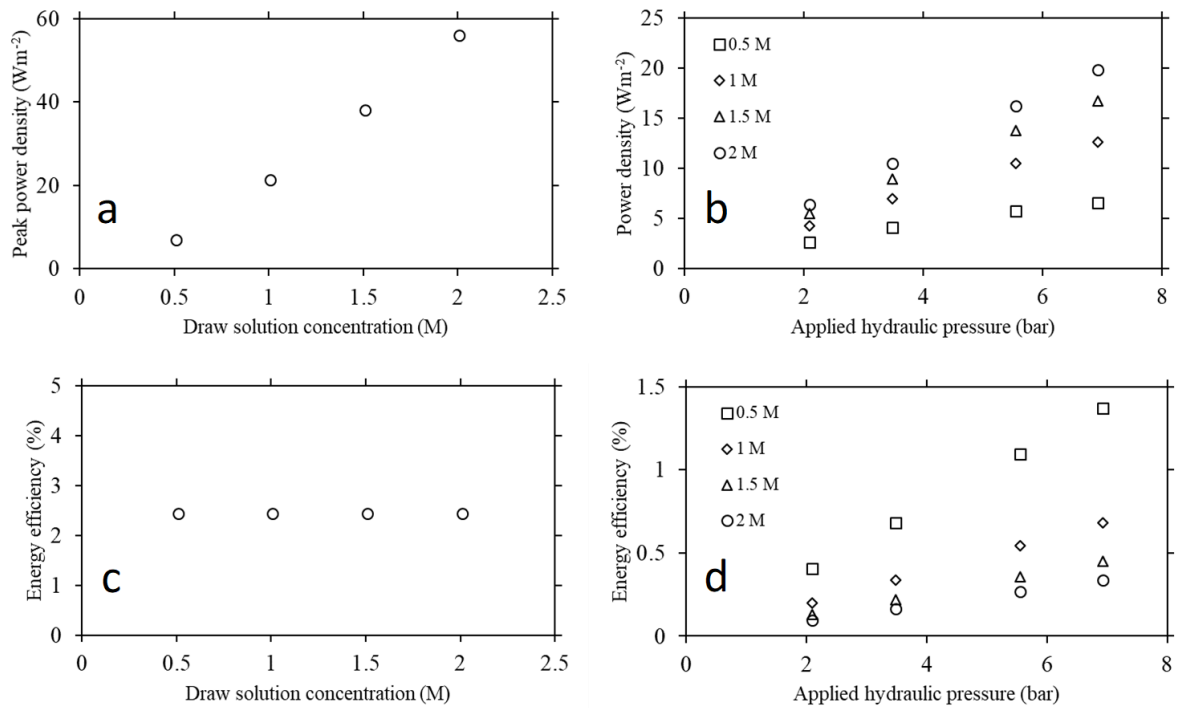 60
40
20
0
Peak power density (Wm-2)
a
0 0.5 1 1.5 2 2.5
Draw solution concentration (M)
25
20
15
10
5
0
Power density (Wm-2)
0.5 M
1 M
1.5 M
2 M
b
0 2 4 6 8
Applied hydraulic pressure (bar)
5
4
3
2
1
0
Energy efficiency (%)
c
0 0.5 1 1.5 2 2.5
Draw solution concentration (M)
1.5
1
0.5
0
Energy efficiency (%)
0.5 M
1 M
1.5 M
2 M
d
0 2 4 6 8
Applied hydraulic pressure (bar)